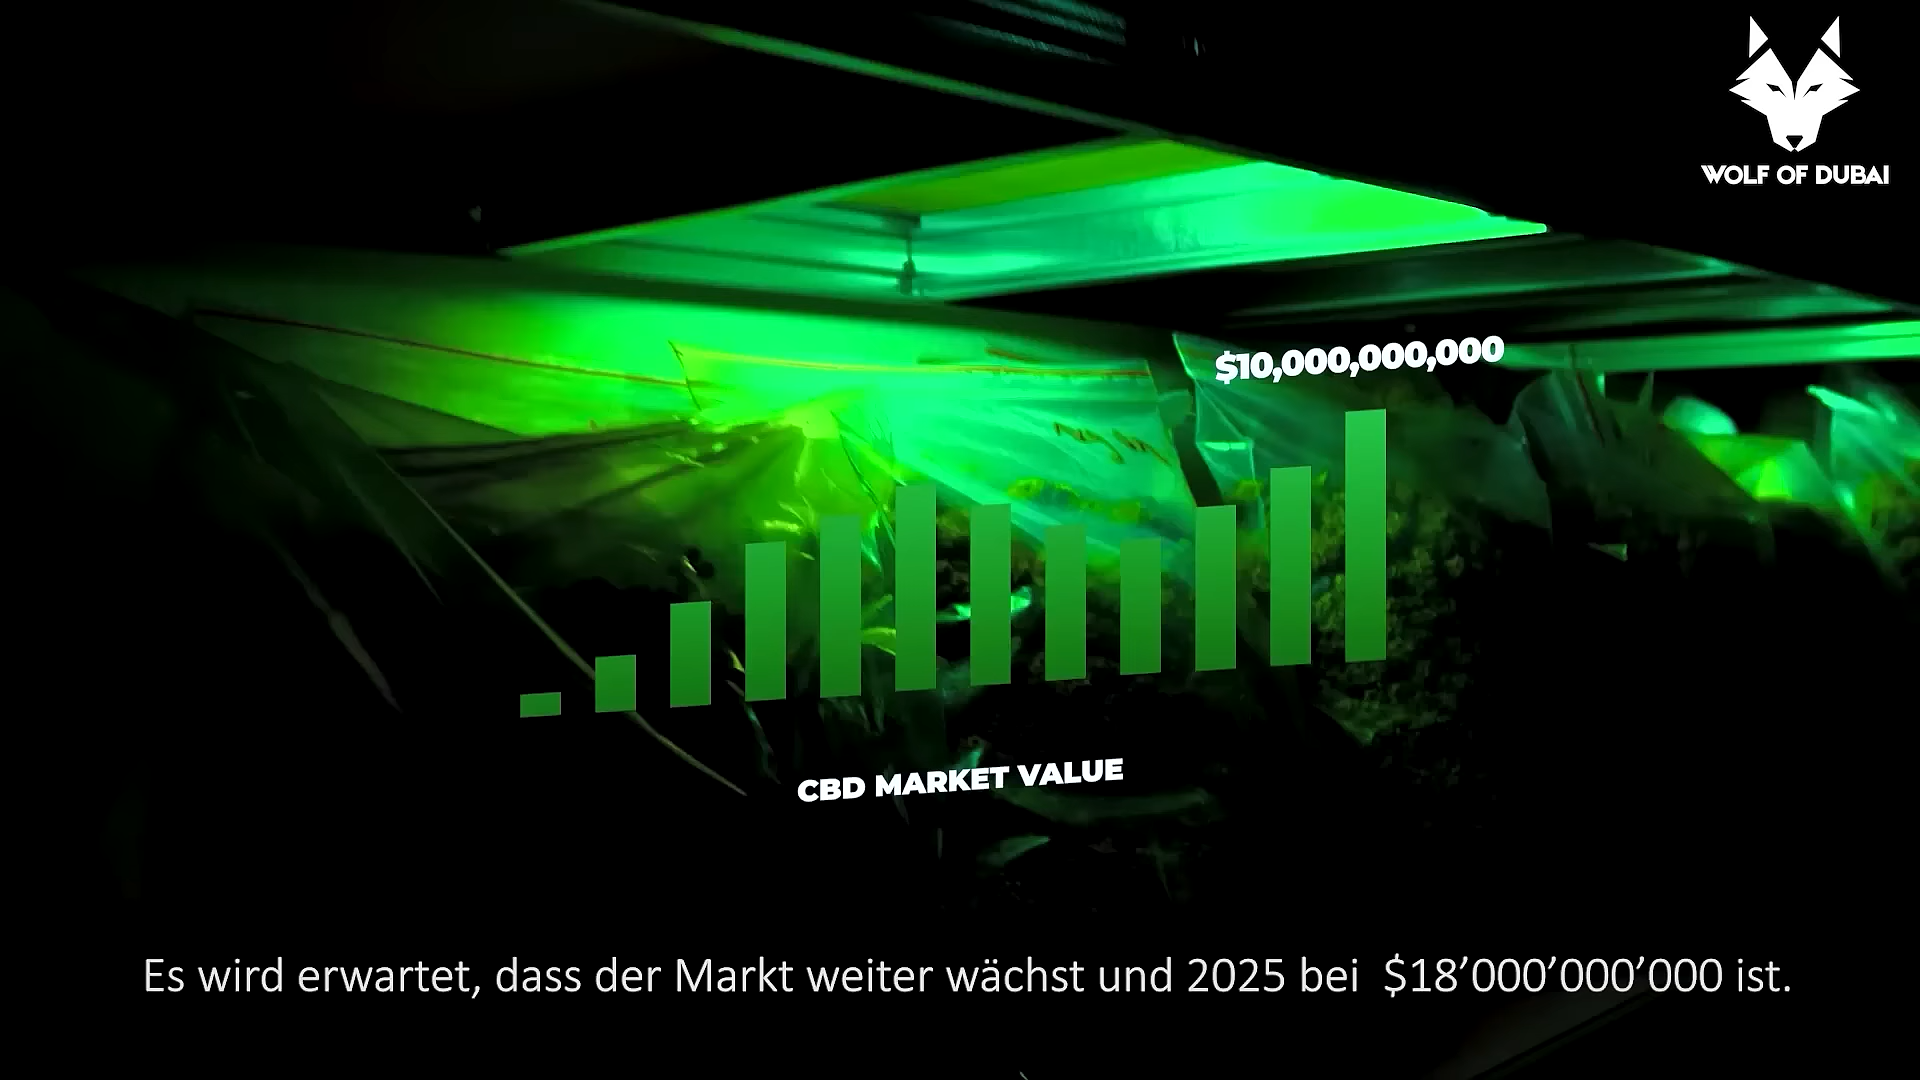 WOLF OF DUBAI
$10,000,000,000
CBD MARKET VALUE
Es wird erwartet, dass der Markt weiter wächst und 2025 bei $18’000’000’000 ist.